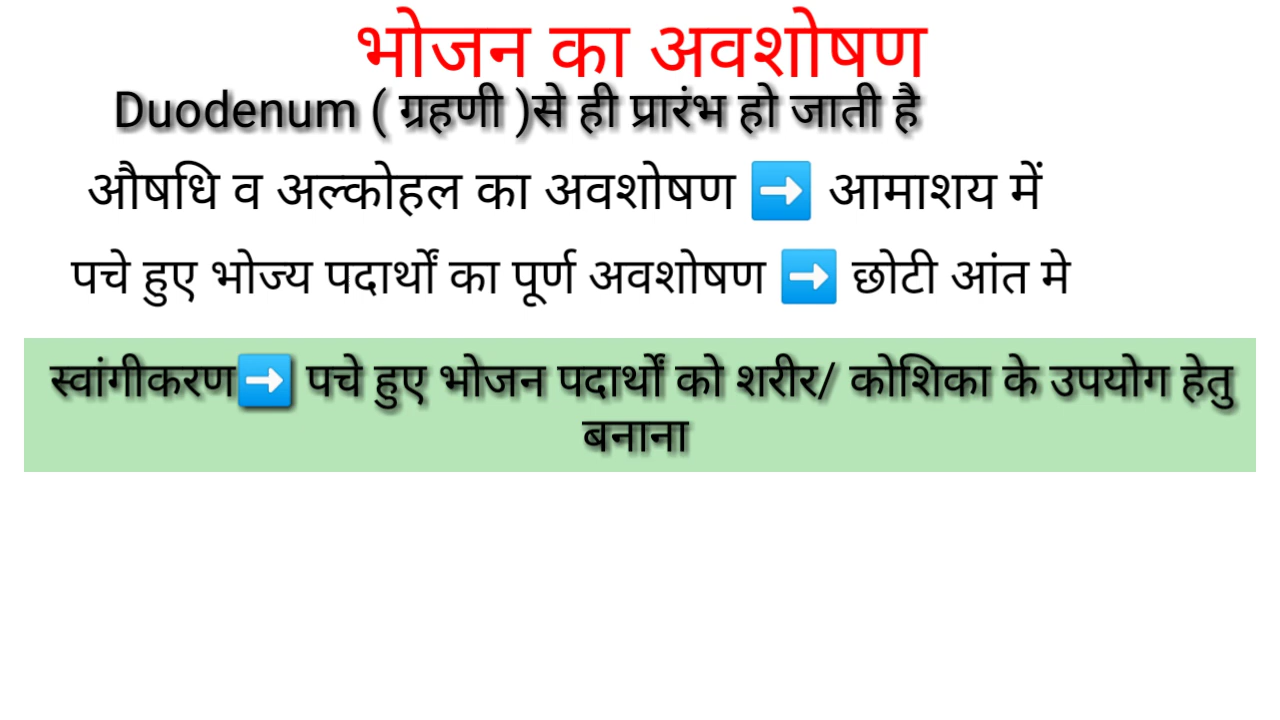 भोजन का अवशोषण
Duodenum ( ग्रहणी )से ही प्रारंभ हो जाती है
औषधि व अल्कोहल का अवशोषण ➡️ आमाशय में
पचे हुए भोज्य पदार्थों का पूर्ण अवशोषण ➡️ छोटी आंत मे
स्वांगीकरण➡️ पचे हुए भोजन पदार्थों को शरीर/ कोशिका के उपयोग हेतु
बनाना